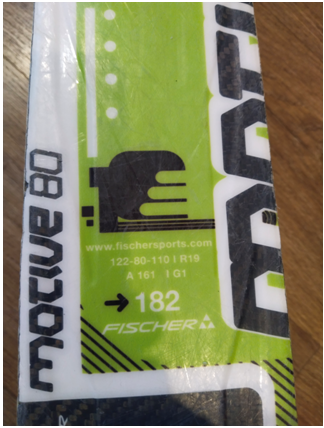 motive 80
www.fischersports.com
122-80-110 I R19
A 161 I G1
→ 182
FISCHER